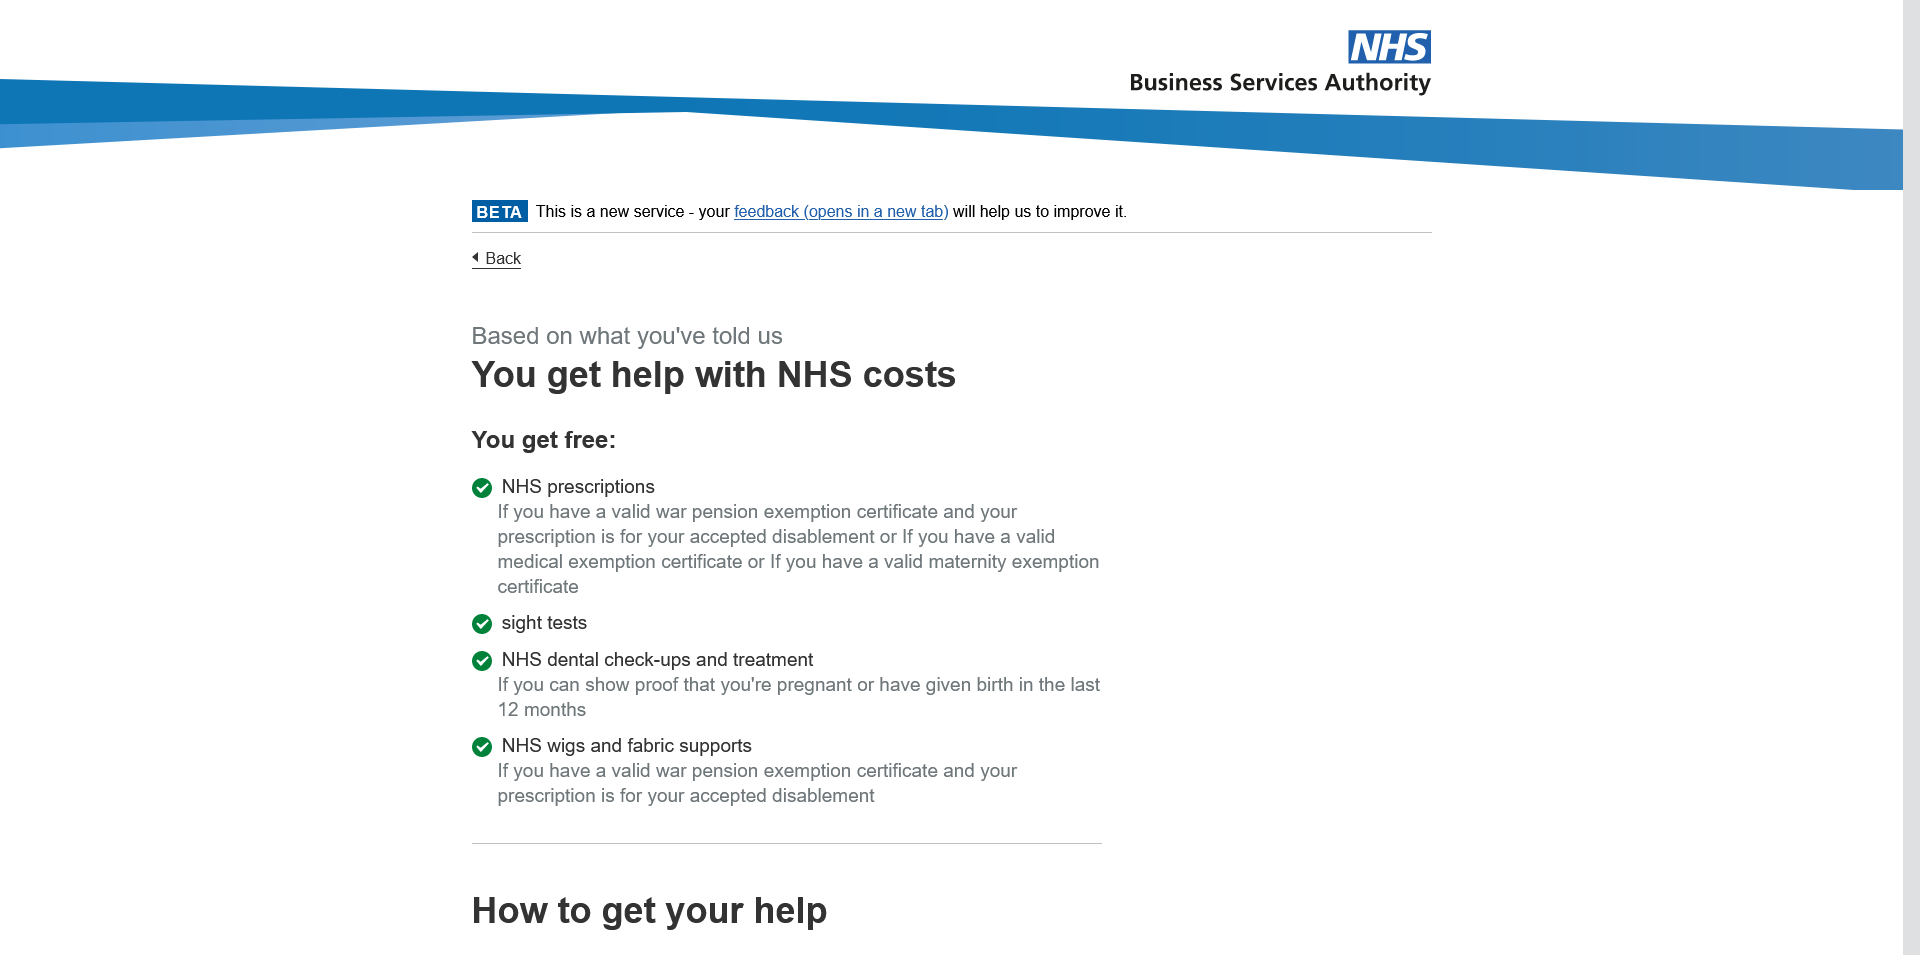 NHS
Business Services Authority
BETA This is a new service - your feedback (opens in a new tab) will help us to improve it.
Back
Based on what you've told us
You get help with NHS costs
You get free:
NHS prescriptions
If you have a valid war pension exemption certificate and your
prescription is for your accepted disablement or If you have a valid
medical exemption certificate or If you have a valid maternity exemption
certificate
sight tests
NHS dental check-ups and treatment
If you can show proof that you're pregnant or have given birth in the last
12 months
NHS wigs and fabric supports
If you have a valid war pension exemption certificate and your
prescription is for your accepted disablement
How to get your help